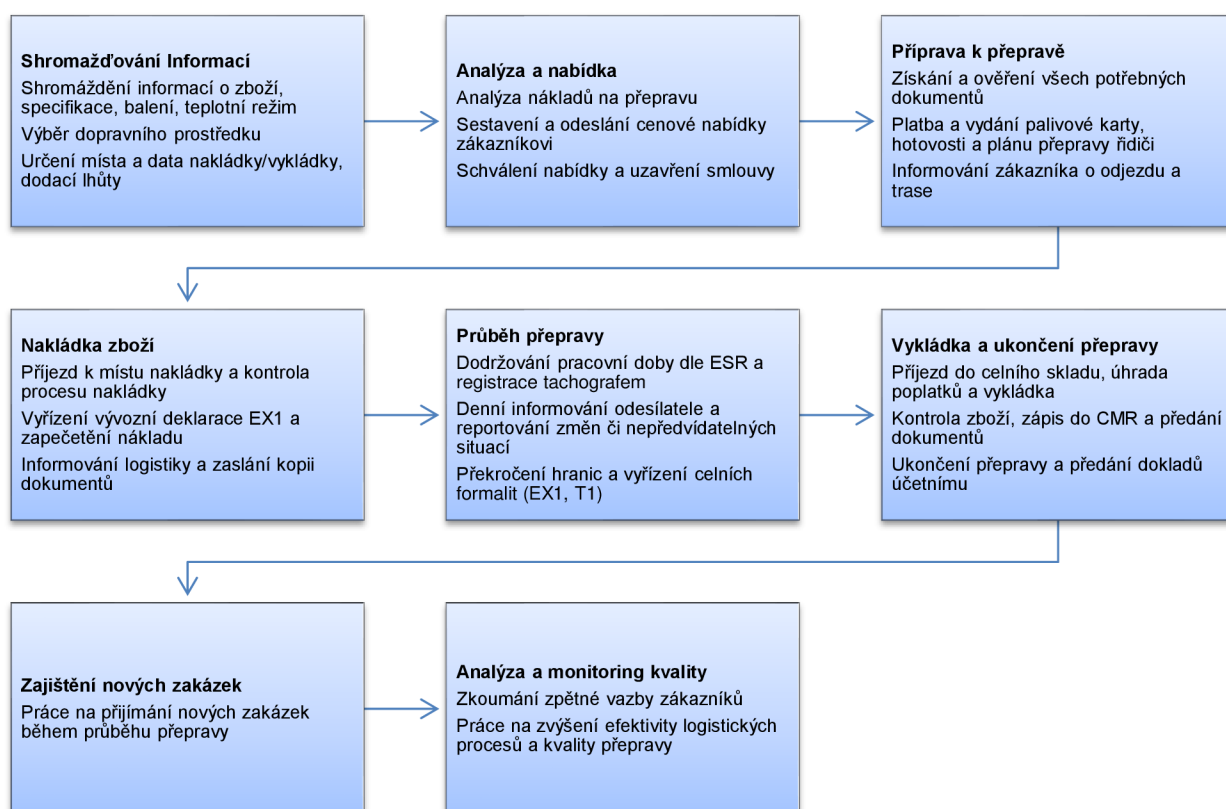 Shromažďování Informací
Shromáždění informací o zboží,
specifikace, balení, teplotní režim
Výběr dopravního prostředku
Určení místa a data nakládky/vykládky,
dodací lhůty
Analýza a nabídka
Analýza nákladů na přepravu
Sestavení a odeslání cenové nabídky
zákazníkovi
Schválení nabídky a uzavření smlouvy
Příprava k přepravě
Získání a ověření všech potřebných
dokumentů
Platba a vydání palivové karty,
hotovosti a plánu přepravy řidiči
Informování zákazníka o odjezdu a
trase
Nakládka zboží
Příjezd k místu nakládky a kontrola
procesu nakládky
Vyřízení vývozní deklarace EX1 a
zapečetění nákladu
Informování logistiky a zaslání kopii
dokumentů
Průběh přepravy
Dodržování pracovní doby dle ESR a
registrace tachografem
Denní informování odesílatele a
reportování změn či nepředvídatelných
situací
Překročení hranic a vyřízení celních
formalit (EX1, T1)
Vykládka a ukončení přepravy
Příjezd do celního skladu, úhrada
poplatků a vykládka
Kontrola zboží, zápis do CMR a předání
dokumentů
Ukončení přepravy a předání dokladů
účetnímu
Zajištění nových zakázek
Práce na přijímání nových zakázek
během průběhu přepravy
Analýza a monitoring kvality
Zkoumání zpětné vazby zákazníků
Práce na zvýšení efektivity logistických
procesů a kvality přepravy